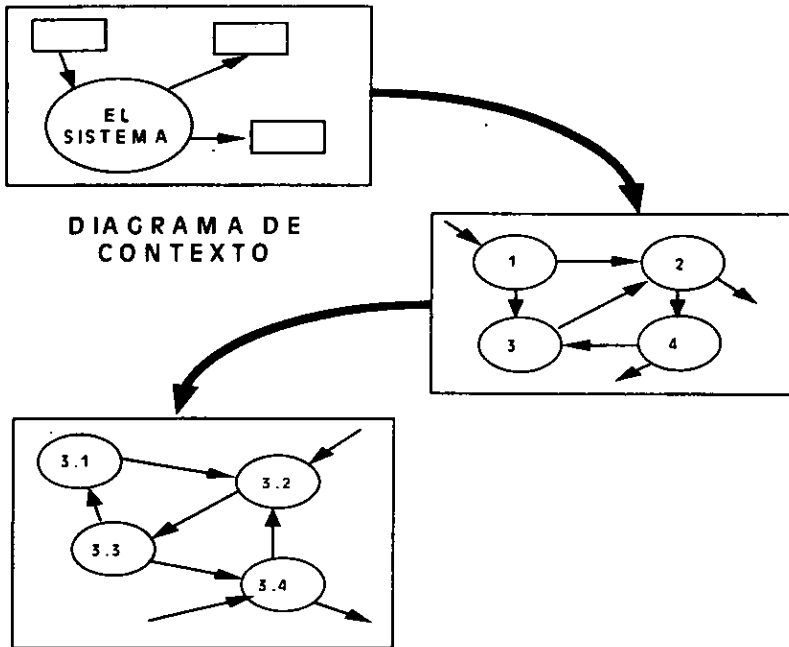 EL
SISTEMA
DIAGRAMA DE
CONTEXTO
1
2
3
4
3.1
3.2
3.3
3.4